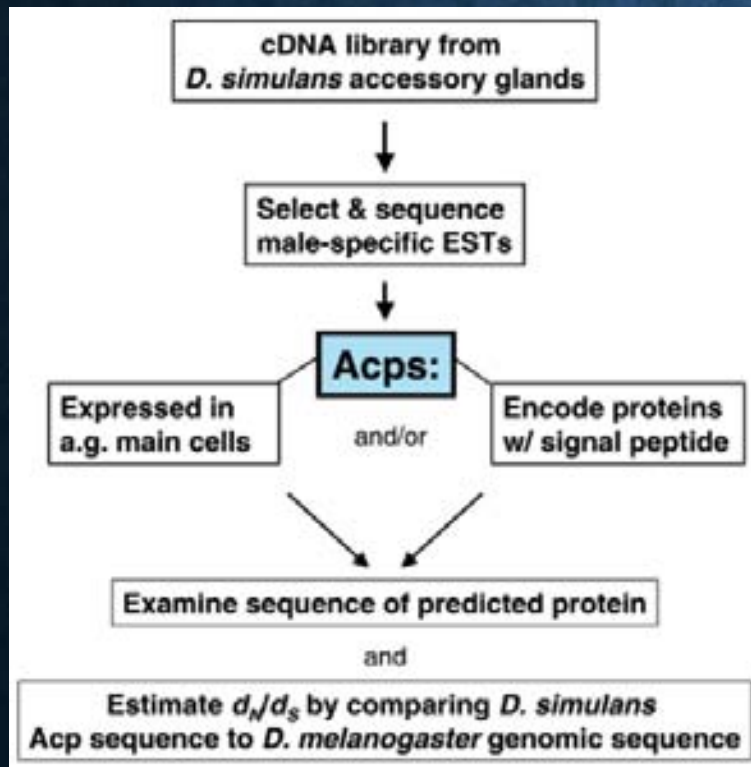 cDNA library from
D. simulans accessory glands
Select & sequence
male-specific ESTs
Acps:
Expressed in
a.g. main cells
and/or
Encode proteins
w/ signal peptide
Examine sequence of predicted protein
and
Estimate dN/dS by comparing D. simulans
Acp sequence to D. melanogaster genomic sequence